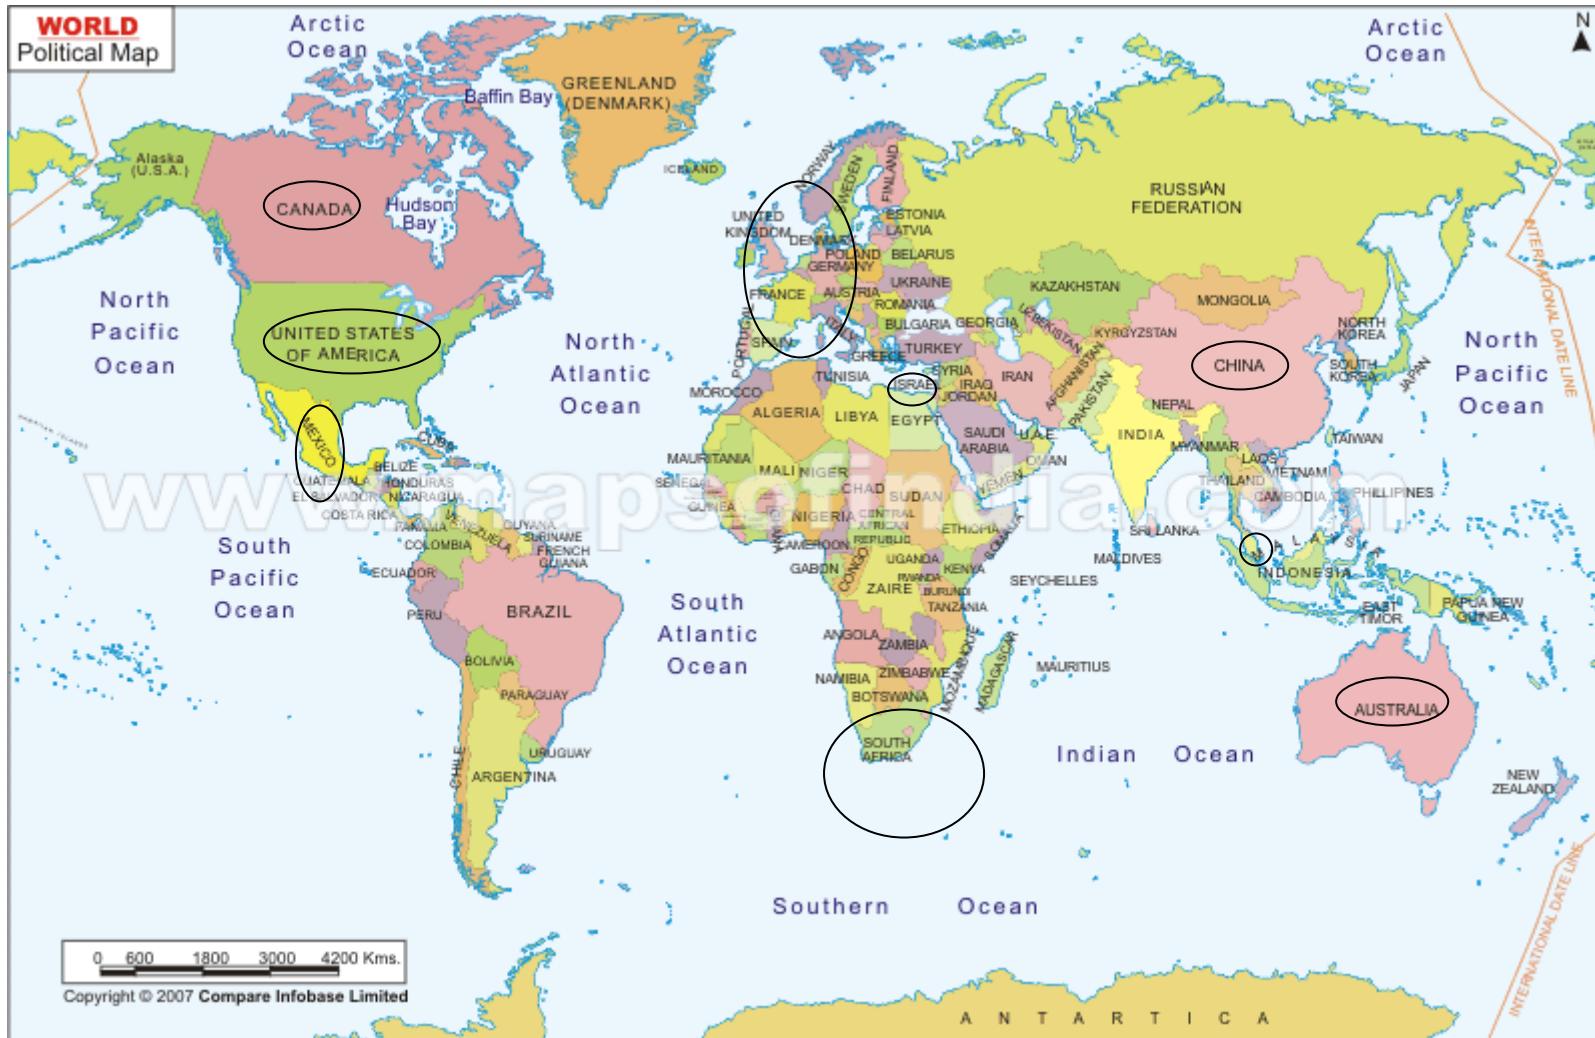 WORLD
Political Map
Arctic
Ocean
Arctic
Ocean
N
Baffin Bay
GREENLAND
(DENMARK)
Alaska
(U.S.A.)
ICELAND
CANADA
Hudson
Bay
NORWAY
SWEDEN
FINLAND
RUSSIAN
FEDERATION
UNITED
KINGDOM
ESTONIA
LATVIA
DENMARK
POLAND
BELARUS
GERMANY
UKRAINE
FRANCE
AUSTRIA
ROMANIA
KAZAKHSTAN
MONGOLIA
INTERNATIONAL DATE LINE
North
Pacific
Ocean
UNITED STATES
OF AMERICA
North
Atlantic
Ocean
PORTUGAL
SPAIN
ITALY
BULGARIA
GEORGIA
UZBEKISTAN
KYRGYZSTAN
NORTH
KOREA
SOUTH
KOREA
JAPAN
North
Pacific
Ocean
GREECE
TURKEY
SYRIA
ISRAEL
IRAQ
JORDAN
IRAN
AFGHANISTAN
PAKISTAN
CHINA
NEPAL
TUNISIA
MOROCCO
ALGERIA
LIBYA
EGYPT
SAUDI
ARABIA
U.A.E.
OMAN
YEMEN
INDIA
MYANMAR
LAOS
TAIWAN
VIETNAM
THAILAND
CAMBODIA
PHILLIPINES
MEXICO
CUBA
BELIZE
GUATEMALA
HONDURAS
EL SALVADOR
NICARAGUA
COSTA RICA
PANAMA
www.mapsofindia.com
MAURITANIA
MALI
NIGER
CHAD
SUDAN
SENEGAL
GUINEA
NIGERIA
CENTRAL
AFRICAN
REPUBLIC
ETHIOPIA
SOMALIA
CAMEROON
SRI LANKA
MALDIVES
MALAYSIA
INDONESIA
VENEZUELA
GUYANA
SURINAME
FRENCH
GUIANA
COLOMBIA
ECUADOR
South
Pacific
Ocean
PERU
BRAZIL
GABON
CONGO
UGANDA
KENYA
RWANDA
BURUNDI
ZAIRE
TANZANIA
SEYCHELLES
EAST
TIMOR
PAPUA NEW
GUINEA
South
Atlantic
Ocean
ANGOLA
ZAMBIA
MOZAMBIQUE
MADAGASCAR
MAURITIUS
BOLIVIA
NAMIBIA
ZIMBABWE
BOTSWANA
PARAGUAY
AUSTRALIA
CHILE
URUGUAY
ARGENTINA
SOUTH
AFRICA
Indian Ocean
NEW
ZEALAND
Southern Ocean
INTERNATIONAL DATE LINE
0 600 1800 3000 4200 Kms.
Copyright © 2007 Compare Infobase Limited
ANTARTICA